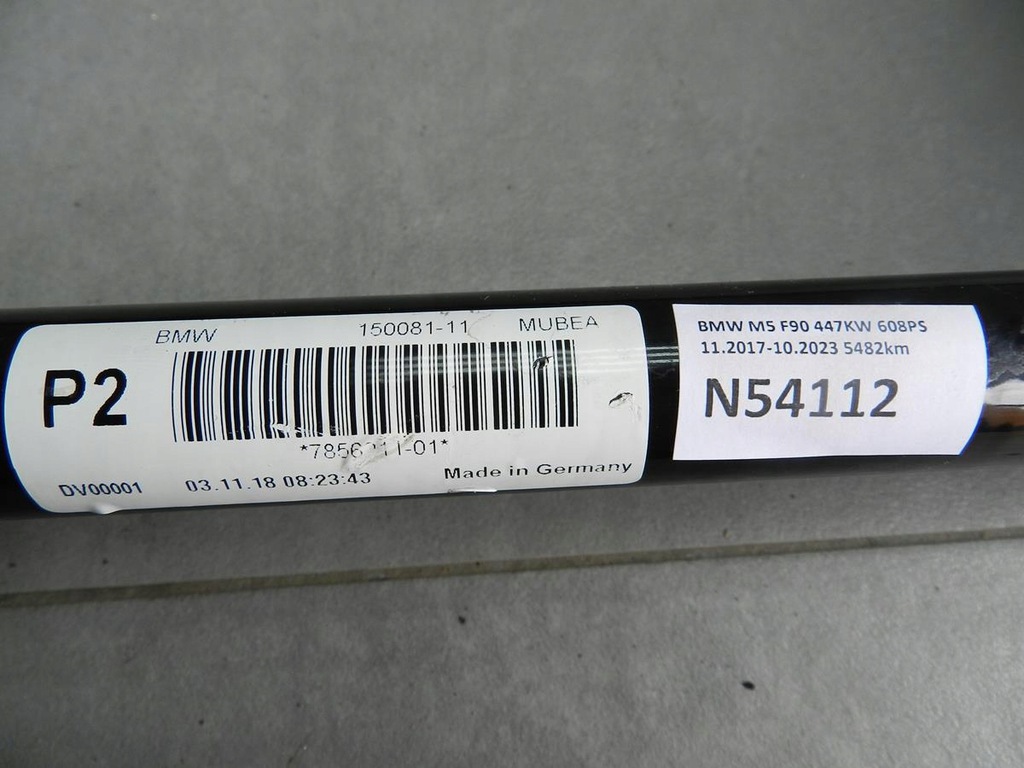 BMW 150081-11 MUBEA
P2
DV00001 03.11.18 08:23:43 Made in Germany
BMW M5 F90 447KW 608PS
11.2017-10.2023 5482km
N54112